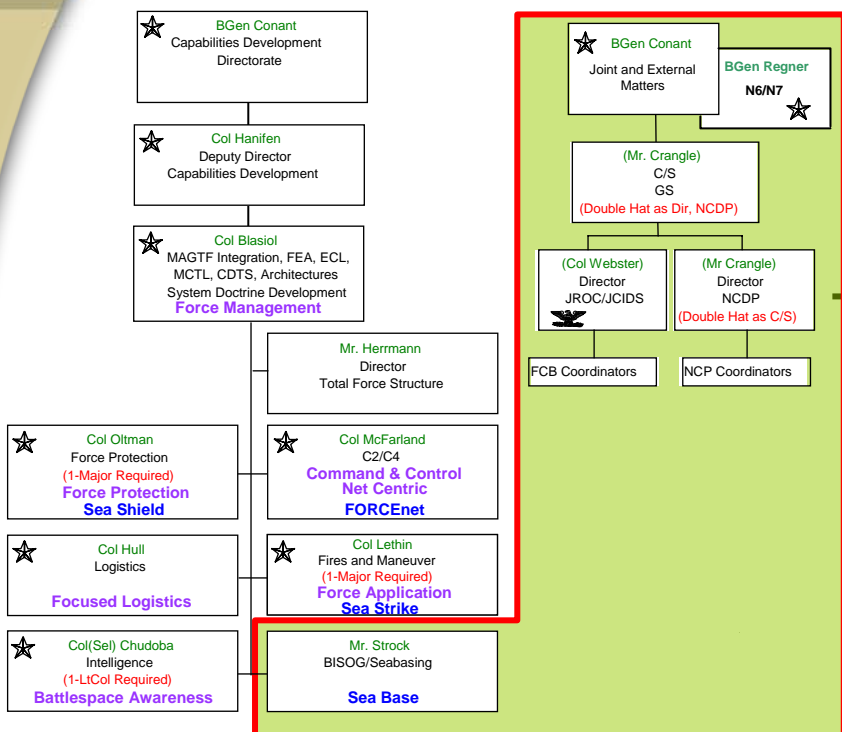 BGen Conant
Capabilities Development
Directorate
Col Hanifen
Deputy Director
Capabilities Development
Col Blasiol
MAGTF Integration, FEA, ECL,
MCTL, CDTS, Architectures
System Doctrine Development
Force Management
Mr. Herrmann
Director
Total Force Structure
Col Oltman
Force Protection
(1-Major Required)
Force Protection
Sea Shield
Col McFarland
C2/C4
Command & Control
Net Centric
FORCEnet
Col Hull
Logistics
Focused Logistics
Col Lethin
Fires and Maneuver
(1-Major Required)
Force Application
Sea Strike
Col(Sel) Chudoba
Intelligence
(1-LtCol Required)
Battlespace Awareness
Mr. Strock
BISOG/Seabasing
Sea Base
BGen Conant
Joint and External
Matters
BGen Regner
N6/N7
(Mr. Crangle)
C/S
GS
(Double Hat as Dir, NCDP)
(Col Webster)
Director
JROC/JCIDS
(Mr Crangle)
Director
NCDP
(Double Hat as C/S)
FCB Coordinators
NCP Coordinators